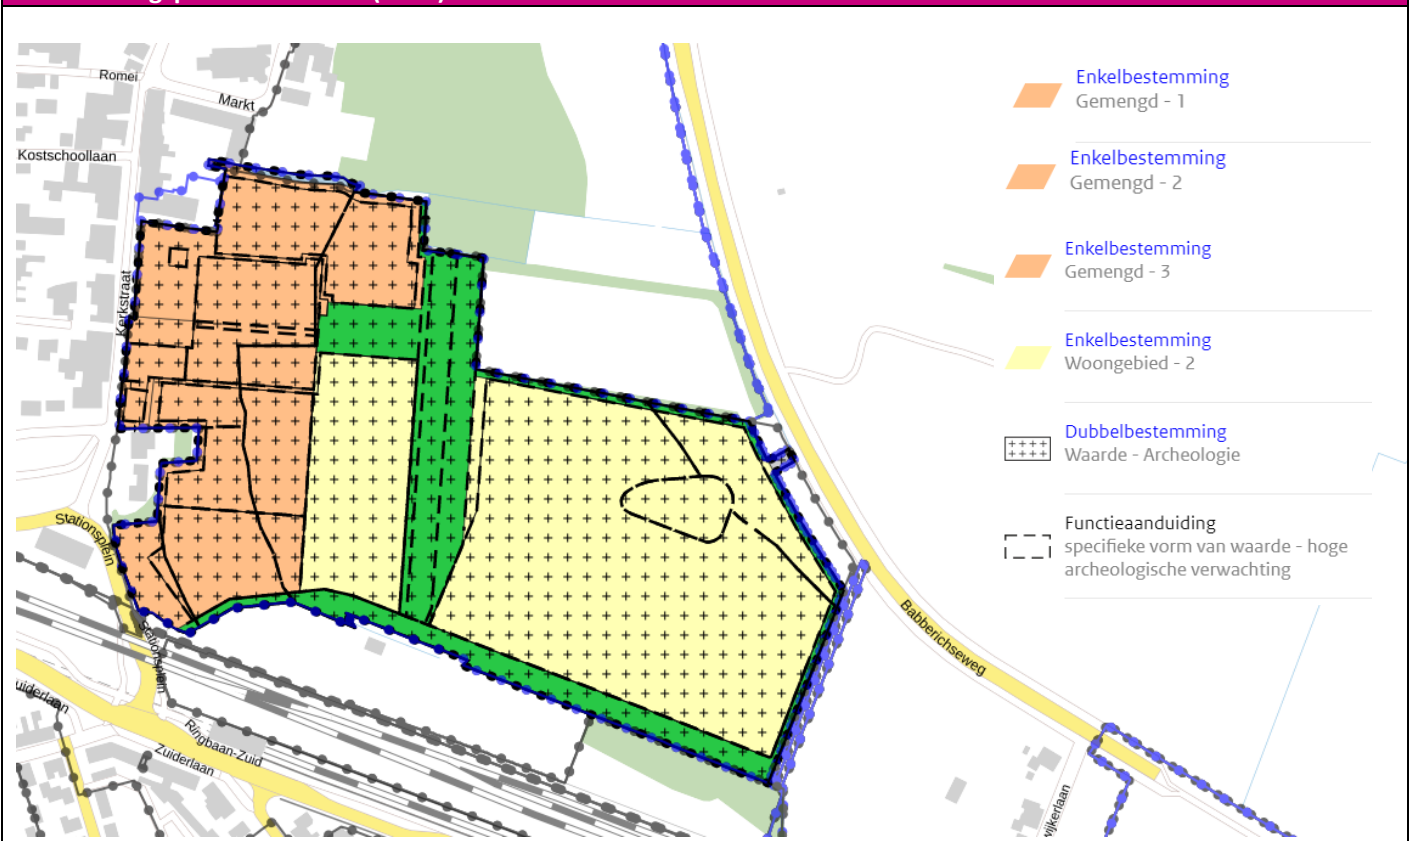 Romei
Markt
Kostschoollaan
Kerkstraat
Stationsplein
Stationsplein
Zuiderlaan
Ringbaan-Zuid
Zuiderlaan
Babberichseweg
wijkerlaan
Enkelbestemming
Gemengd - 1
Enkelbestemming
Gemengd - 2
Enkelbestemming
Gemengd - 3
Enkelbestemming
Woongebied - 2
Dubbelbestemming
Waarde - Archeologie
Functieaanduiding
specifieke vorm van waarde - hoge
archeologische verwachting